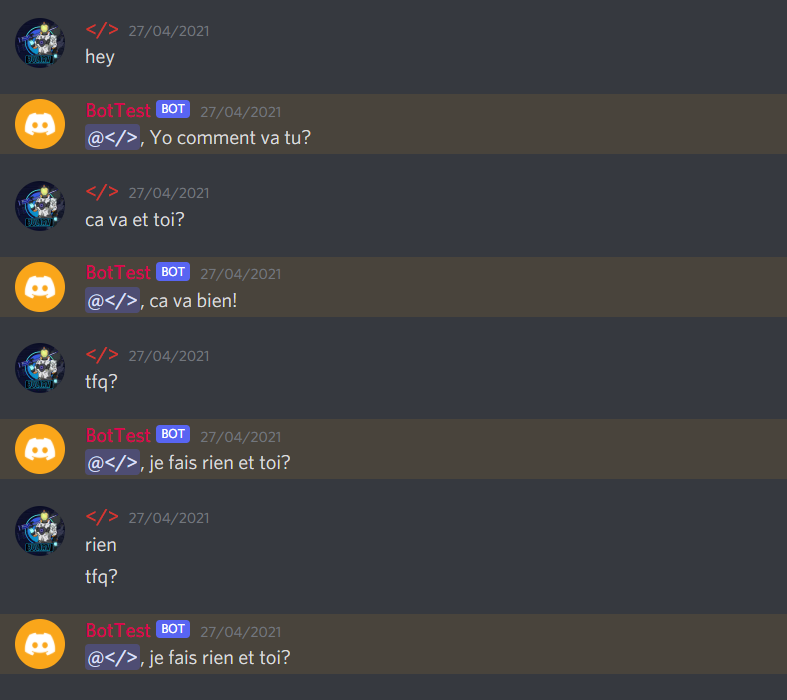 </> 27/04/2021
hey
BotTest BOT 27/04/2021
@</>, Yo comment va tu?
</> 27/04/2021
ca va et toi?
BotTest BOT 27/04/2021
@</>, ca va bien!
</> 27/04/2021
tfq?
BotTest BOT 27/04/2021
@</>, je fais rien et toi?
</> 27/04/2021
rien
tfq?
BotTest BOT 27/04/2021
@</>, je fais rien et toi?